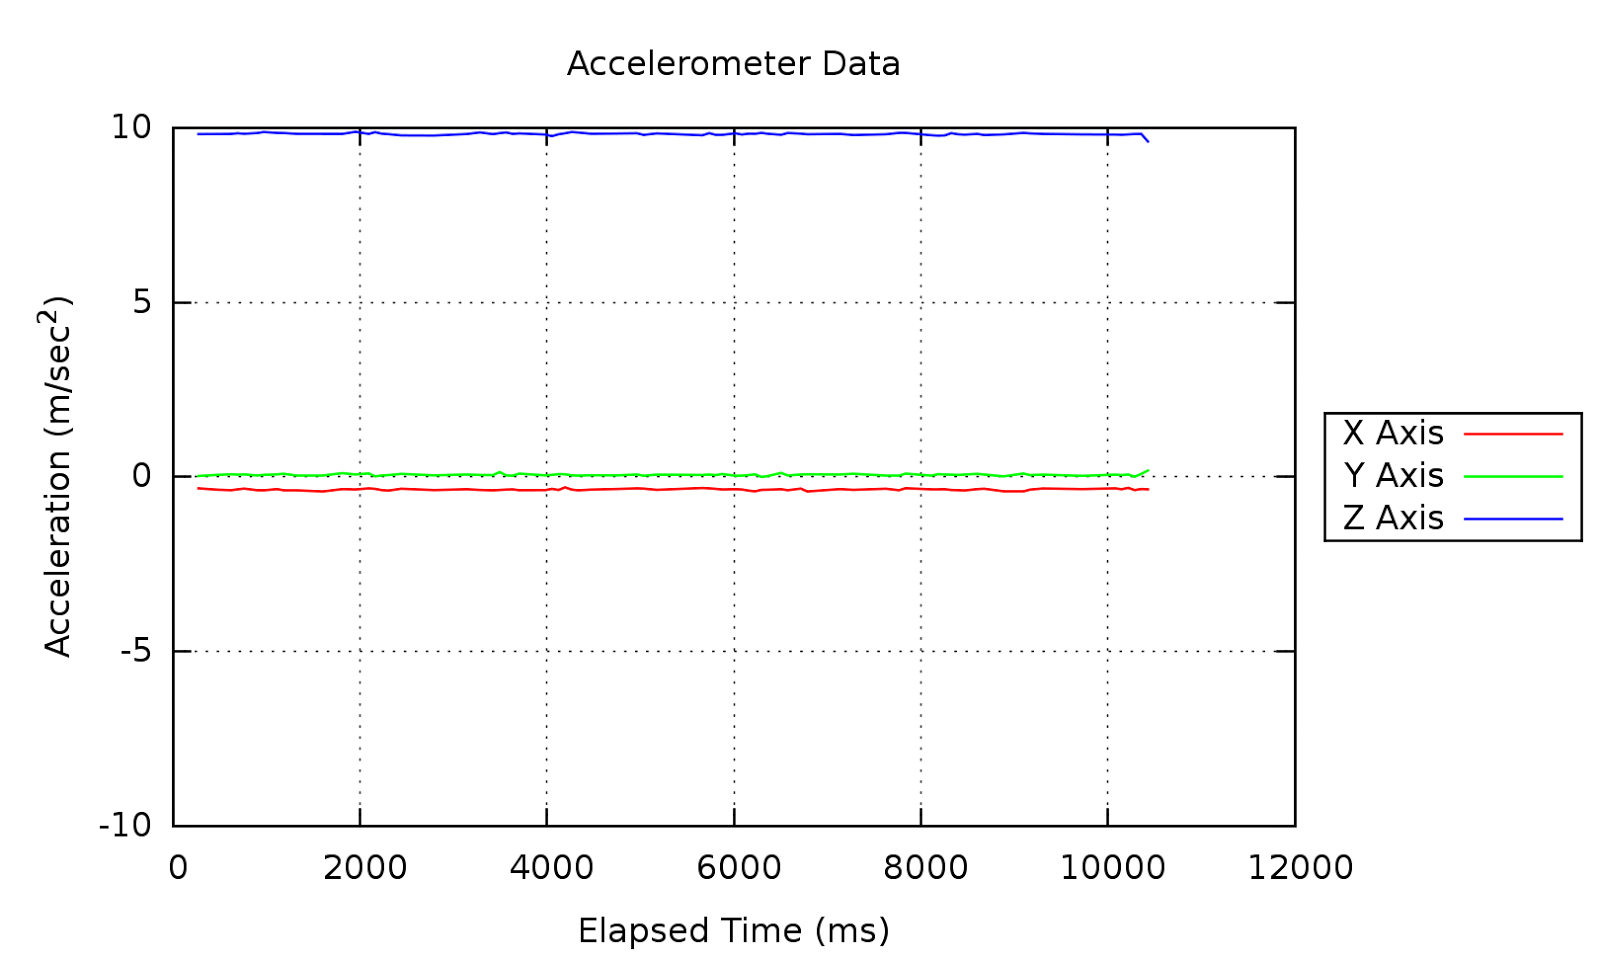 Accelerometer Data
10
5
0
-5
-10
Acceleration (m/sec²)
0 2000 4000 6000 8000 10000 12000
Elapsed Time (ms)
X Axis
Y Axis
Z Axis